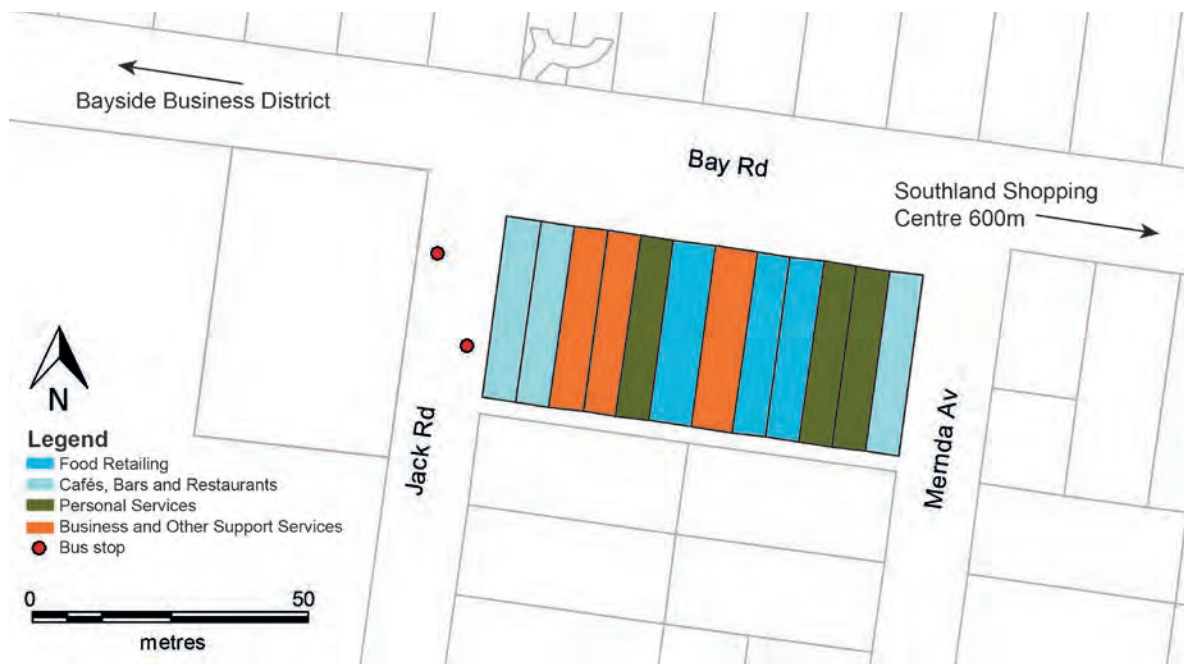 Bayside Business District
Bay Rd
Southland Shopping
Centre 600m
N
Jack Rd
Mernda Av
Legend
Food Retailing
Cafés, Bars and Restaurants
Personal Services
Business and Other Support Services
Bus stop
0 50
metres